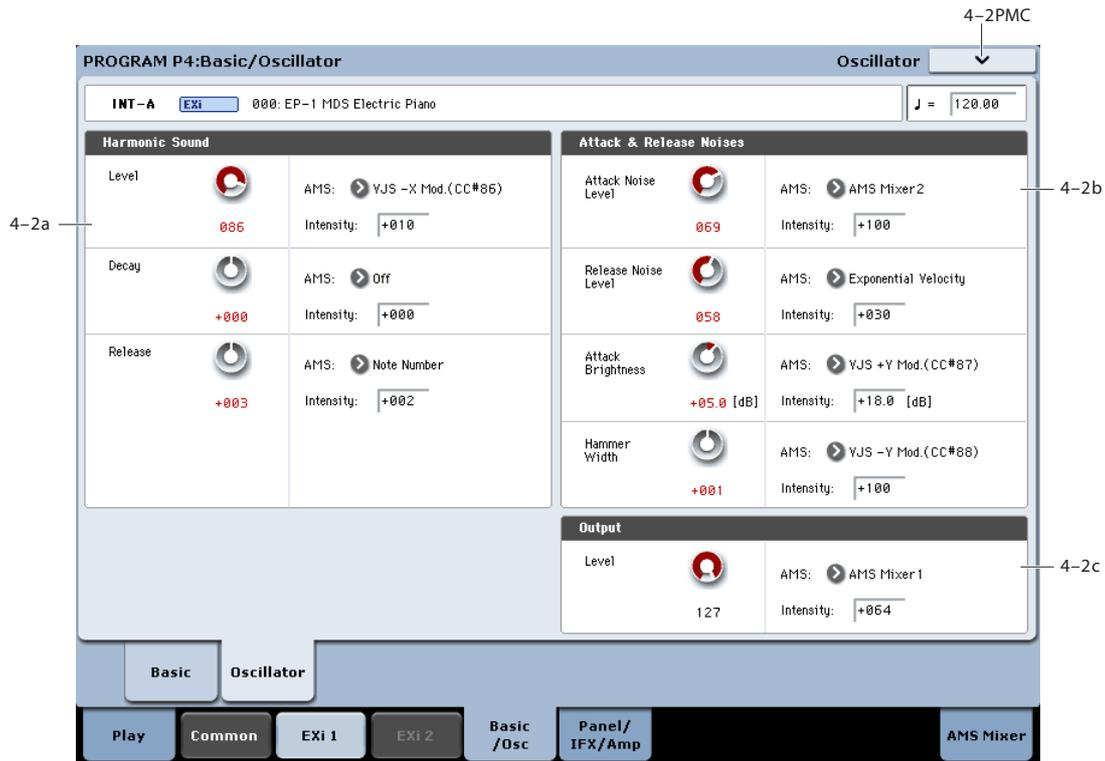 4–2PMC
PROGRAM P4:Basic/Oscillator
Oscillator
INT-A EXi 000: EP-1 MDS Electric Piano
♩ = 120.00
Harmonic Sound
Level
AMS: VJS -X Mod.(CC#86)
086
Intensity: +010
4–2a
Decay
AMS: Off
+000
Intensity: +000
Release
AMS: Note Number
+003
Intensity: +002
Attack & Release Noises
Attack Noise
Level
AMS: AMS Mixer2
069
Intensity: +100
4–2b
Release Noise
Level
AMS: Exponential Velocity
058
Intensity: +030
Attack
Brightness
AMS: VJS +Y Mod.(CC#87)
+05.0 [dB]
Intensity: +18.0 [dB]
Hammer
Width
AMS: VJS -Y Mod.(CC#88)
+001
Intensity: +100
Output
Level
AMS: AMS Mixer1
127
Intensity: +064
4–2c
Basic
Oscillator
Play
Common
EXi 1
EXi 2
Basic
/Osc
Panel/
IFX/Amp
AMS Mixer